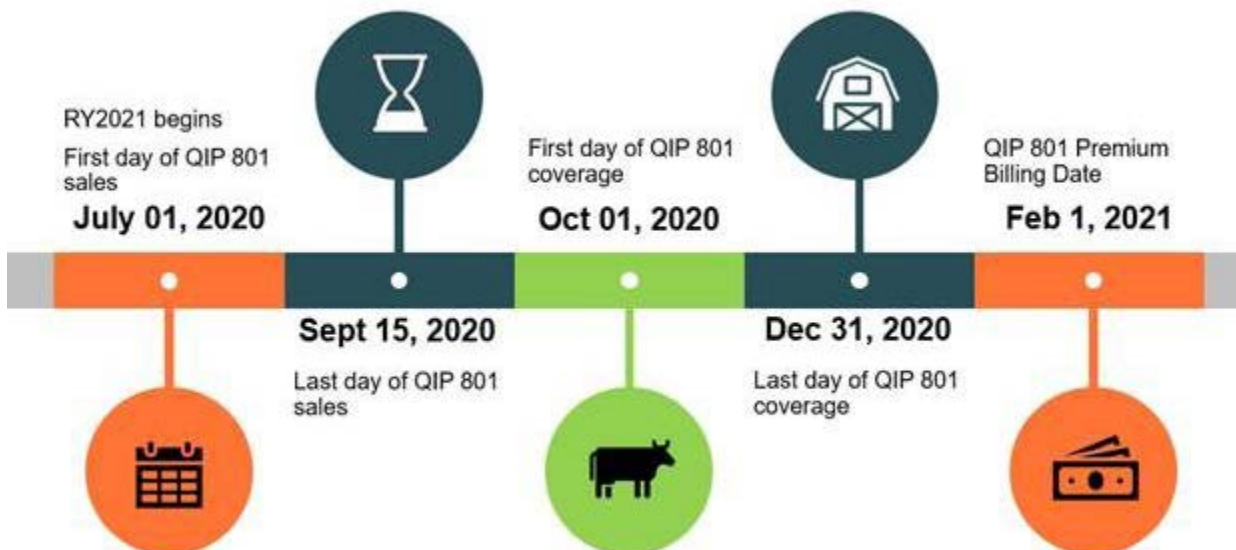 RY2021 begins
First day of QIP 801
sales
July 01, 2020
Sept 15, 2020
Last day of QIP 801
sales
First day of QIP 801
coverage
Oct 01, 2020
Dec 31, 2020
Last day of QIP 801
coverage
QIP 801 Premium
Billing Date
Feb 1, 2021